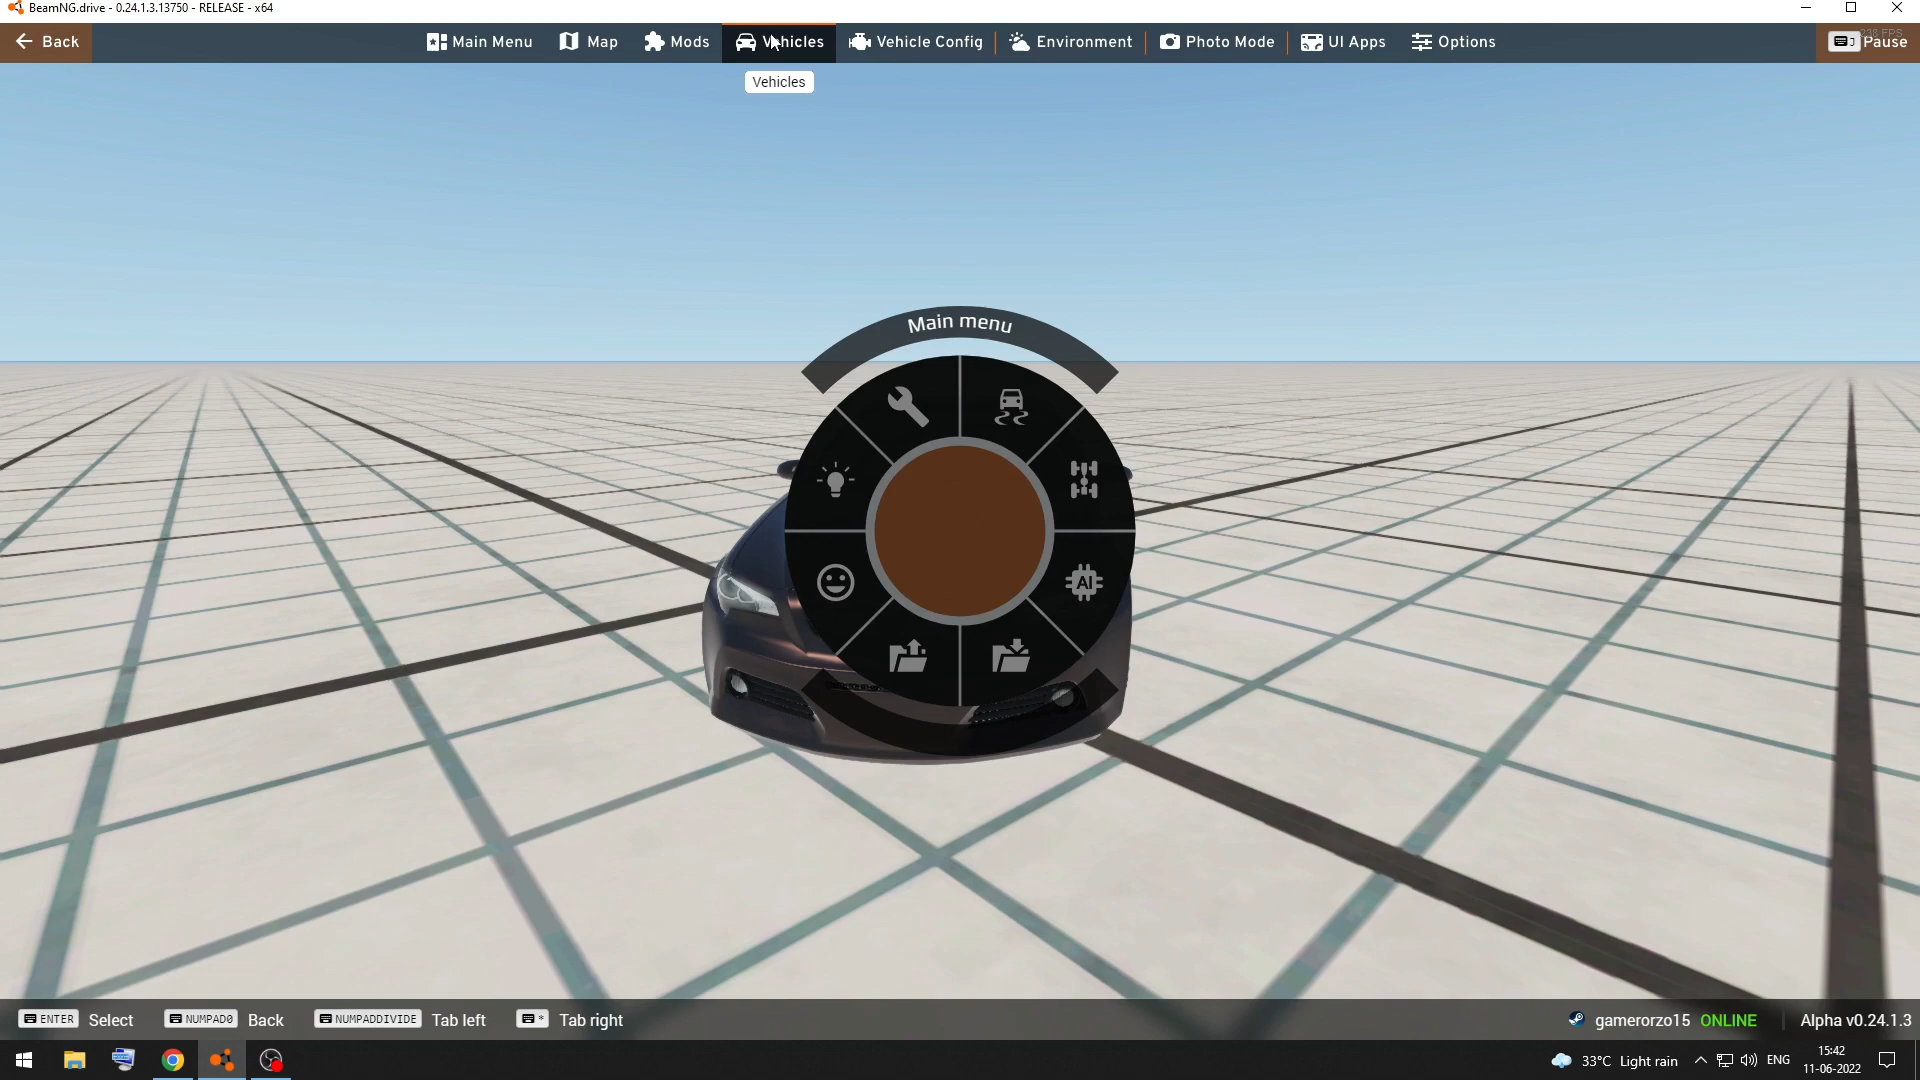 BeamNG.drive - 0.24.1.3.13750 - RELEASE - x64
Back
Main Menu
Map
Mods
Vehicles
Vehicle Config
Environment
Photo Mode
UI Apps
Options
J
Pause
236 FPS
Vehicles
Main menu
AI
ENTER
Select
NUMPAD0
Back
NUMPADDIVIDE
Tab left
*
Tab right
gamerorzo15 ONLINE
Alpha v0.24.1.3
33°C Light rain
ENG
15:42
11-06-2022